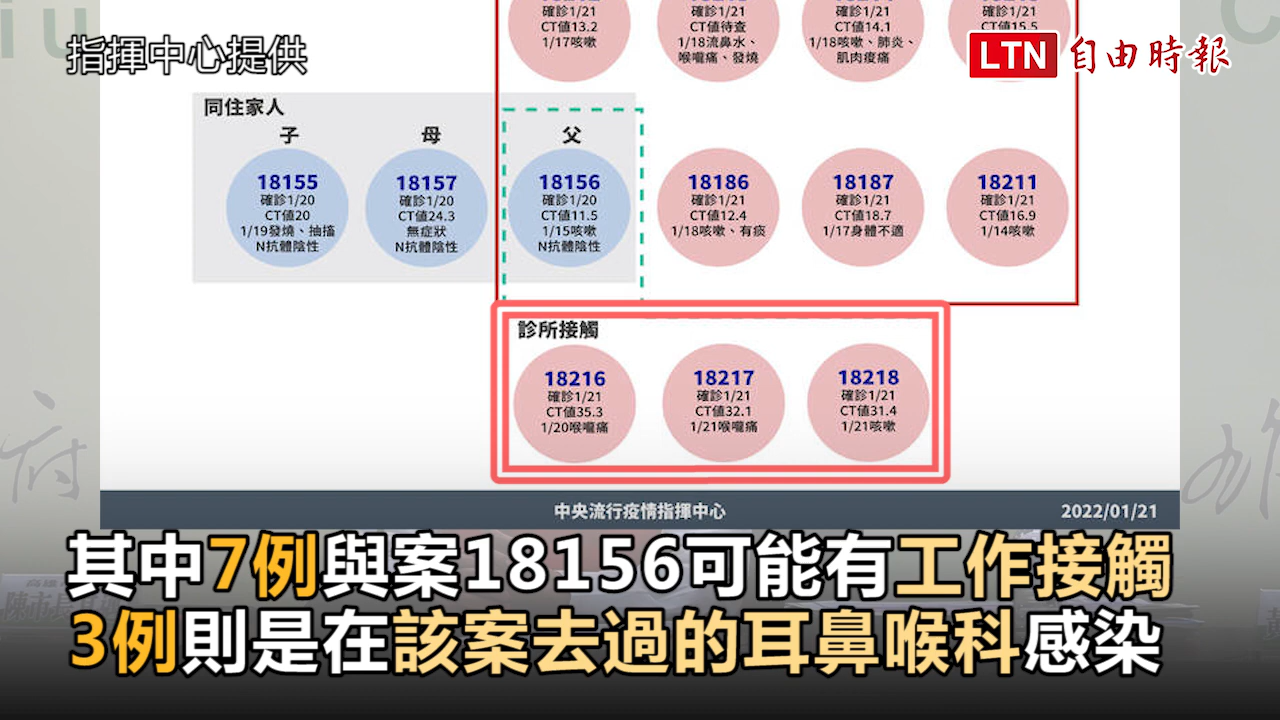 指揮中心提供
LTN 自由時報
確診1/21
CT值13.2
1/17咳嗽
確診1/21
CT值待查
1/18流鼻水、
喉嚨痛、發燒
確診1/21
CT值14.1
1/18咳嗽、肺炎、
肌肉痠痛
確診1/21
CT值15.5
同住家人
子
母
父
18155
確診1/20
CT值20
1/19發燒、抽搐
N抗體陰性
18157
確診1/20
CT值24.3
無症狀
N抗體陰性
18156
確診1/20
CT值11.5
1/15咳嗽
N抗體陰性
18186
確診1/21
CT值12.4
1/18咳嗽、有痰
18187
確診1/21
CT值18.7
1/17身體不適
18211
確診1/21
CT值16.9
1/14咳嗽
診所接觸
18216
確診1/21
CT值35.3
1/20喉嚨痛
18217
確診1/21
CT值32.1
1/21喉嚨痛
18218
確診1/21
CT值31.4
1/21咳嗽
中央流行疫情指揮中心
2022/01/21
其中7例與案18156可能有工作接觸
3例則是在該案去過的耳鼻喉科感染